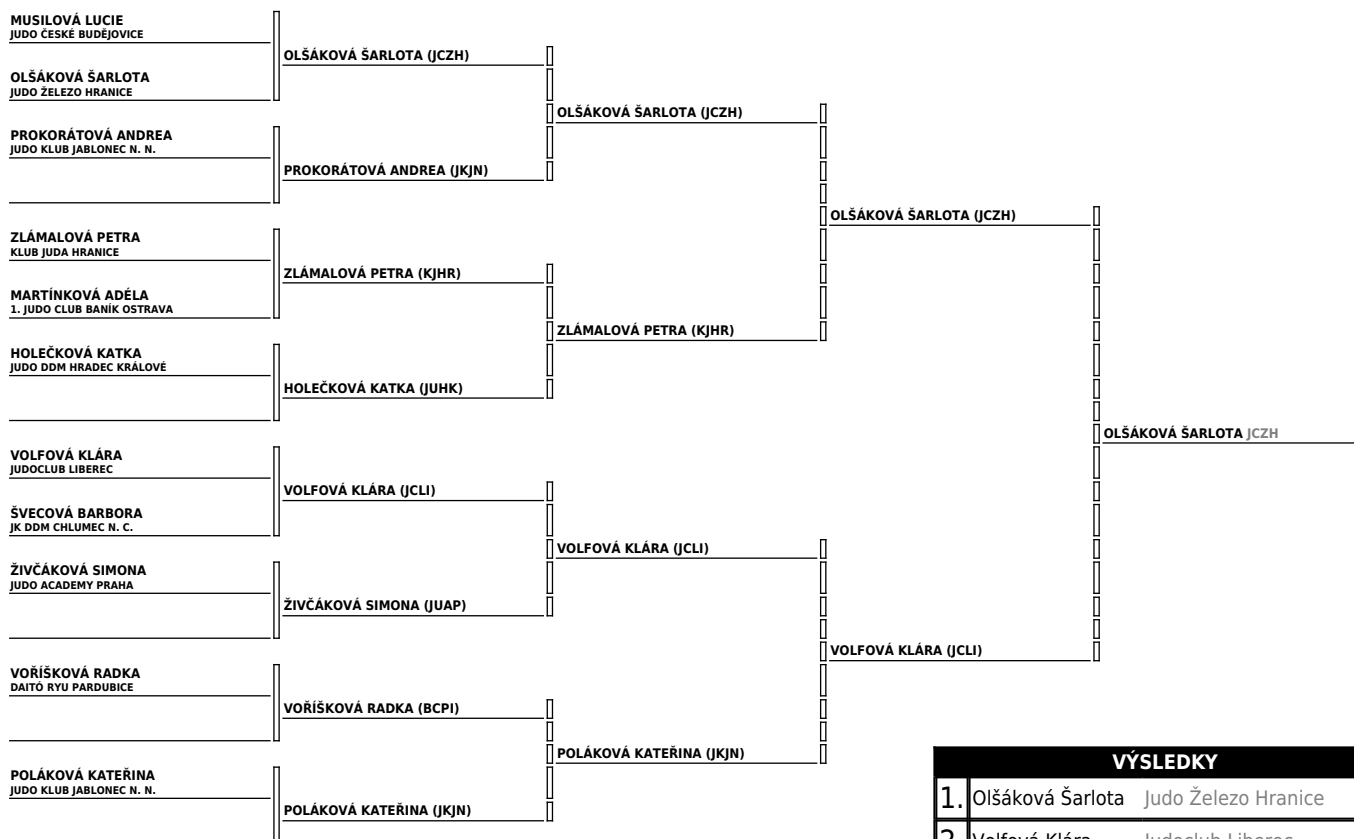 MUSILOVÁ LUCIE
JUDO ČESKÉ BUDĚJOVICE
OLŠÁKOVÁ ŠARLOTA
JUDO ŽELEZO HRANICE
PROKORÁTOVÁ ANDREA
JUDO KLUB JABLONEC N. N.
ZLÁMALOVÁ PETRA
KLUB JUDA HRANICE
MARTÍNKOVÁ ADÉLA
1. JUDO CLUB BANÍK OSTRAVA
HOLEČKOVÁ KATKA
JUDO DDM HRADEC KRÁLOVÉ
VOLFOVÁ KLÁRA
JUDOCLUB LIBEREC
ŠVECOVÁ BARBORA
JK DDM CHLUMEC N. C.
ŽIVČÁKOVÁ SIMONA
JUDO ACADEMY PRAHA
VOŘÍŠKOVÁ RADKA
DAITÓ RYU PARDUBICE
POLÁKOVÁ KATEŘINA
JUDO KLUB JABLONEC N. N.
OLŠÁKOVÁ ŠARLOTA (JCZH)
PROKORÁTOVÁ ANDREA (JKJN)
ZLÁMALOVÁ PETRA (KJHR)
HOLEČKOVÁ KATKA (JUHK)
VOLFOVÁ KLÁRA (JCLI)
ŽIVČÁKOVÁ SIMONA (JUAP)
VOŘÍŠKOVÁ RADKA (BCPI)
POLÁKOVÁ KATEŘINA (JKJN)
OLŠÁKOVÁ ŠARLOTA (JCZH)
ZLÁMALOVÁ PETRA (KJHR)
VOLFOVÁ KLÁRA (JCLI)
POLÁKOVÁ KATEŘINA (JKJN)
OLŠÁKOVÁ ŠARLOTA (JCZH)
VOLFOVÁ KLÁRA (JCLI)
OLŠÁKOVÁ ŠARLOTA JCZH
VÝSLEDKY
1. Olšáková Šarlota Judo Železo Hranice
2. Volfová Klára Judoclub Liberec